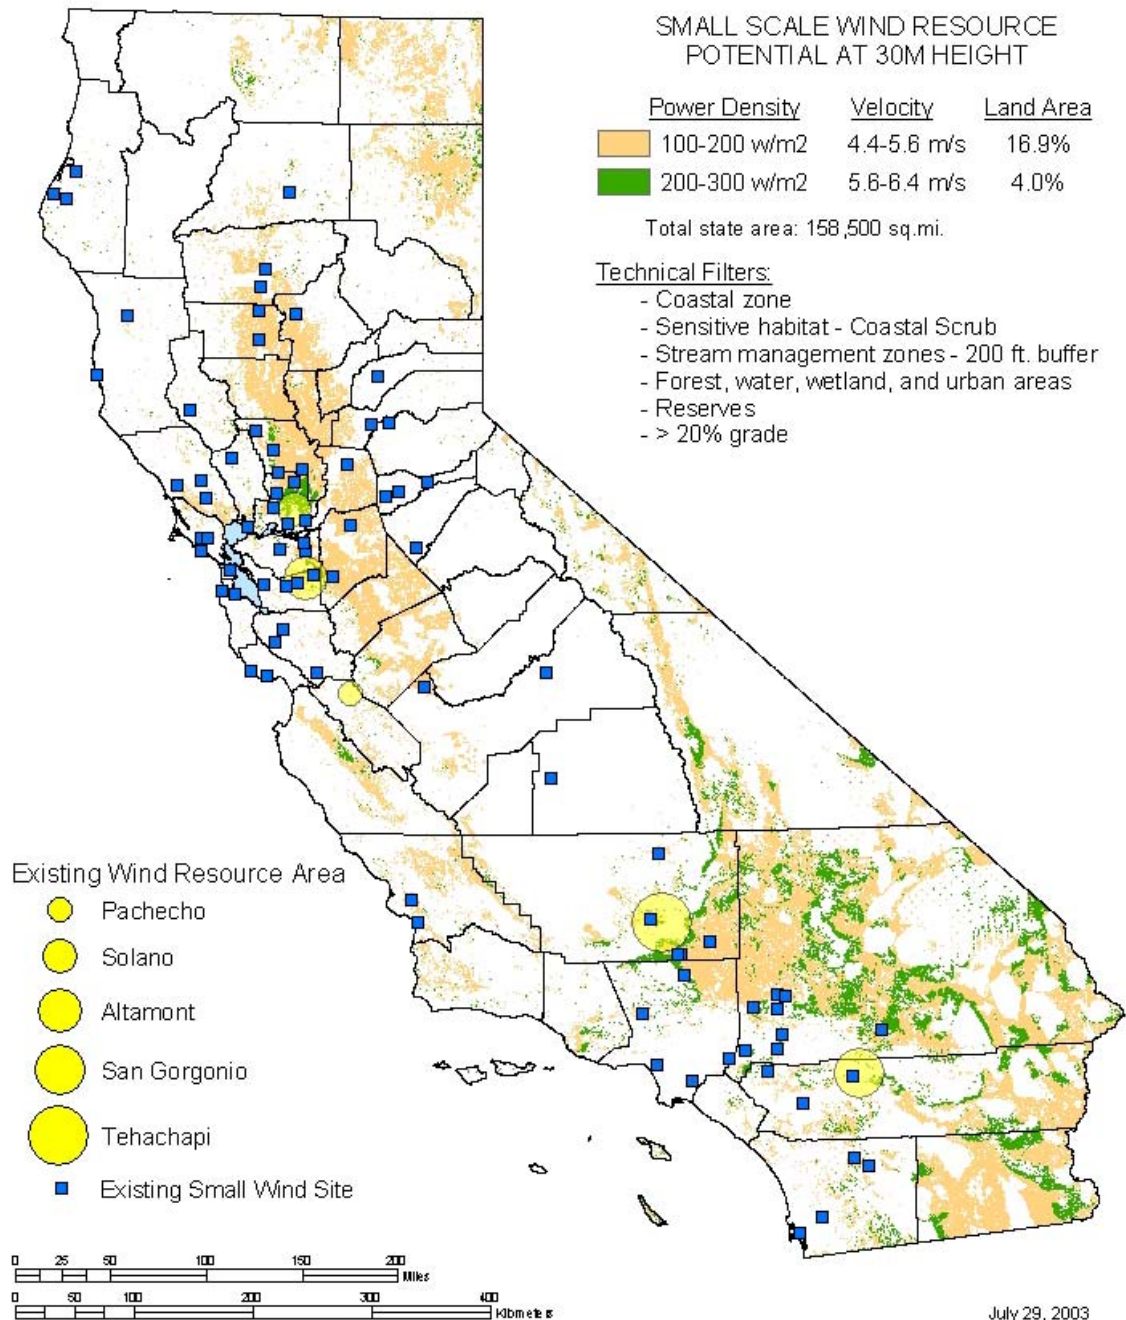 SMALL SCALE WIND RESOURCE
POTENTIAL AT 30M HEIGHT
Power Density Velocity Land Area
100-200 w/m2 4.4-5.6 m/s 16.9%
200-300 w/m2 5.6-6.4 m/s 4.0%
Total state area: 158,500 sq.mi.
Technical Filters:
- Coastal zone
- Sensitive habitat - Coastal Scrub
- Stream management zones - 200 ft. buffer
- Forest, water, wetland, and urban areas
- Reserves
- > 20% grade
Existing Wind Resource Area
Pachecho
Solano
Altamont
San Gorgonio
Tehachapi
Existing Small Wind Site
0 25 50 100 150 200
Miles
0 50 100 200 300 400
Kilometers
July 29, 2003